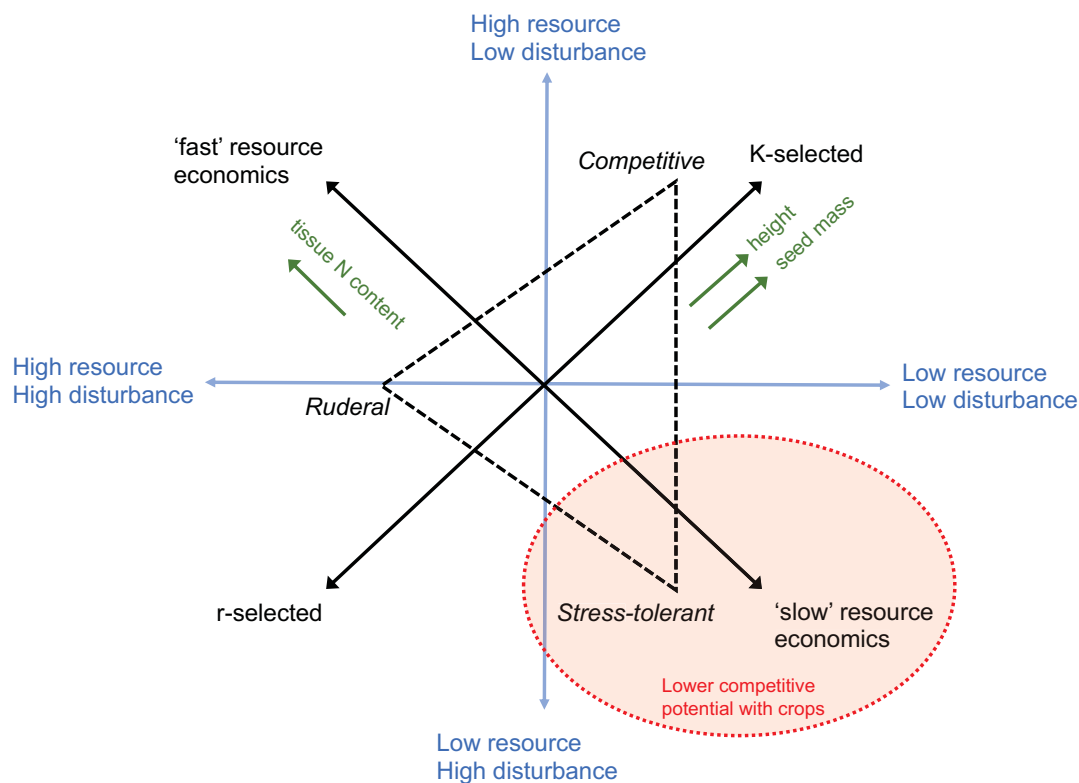 High resource
Low disturbance
‘fast’ resource
economics
Competitive
K-selected
tissue N content
height
seed mass
High resource
High disturbance
Ruderal
Low resource
Low disturbance
r-selected
Stress-tolerant
‘slow’ resource
economics
Lower competitive
potential with crops
Low resource
High disturbance